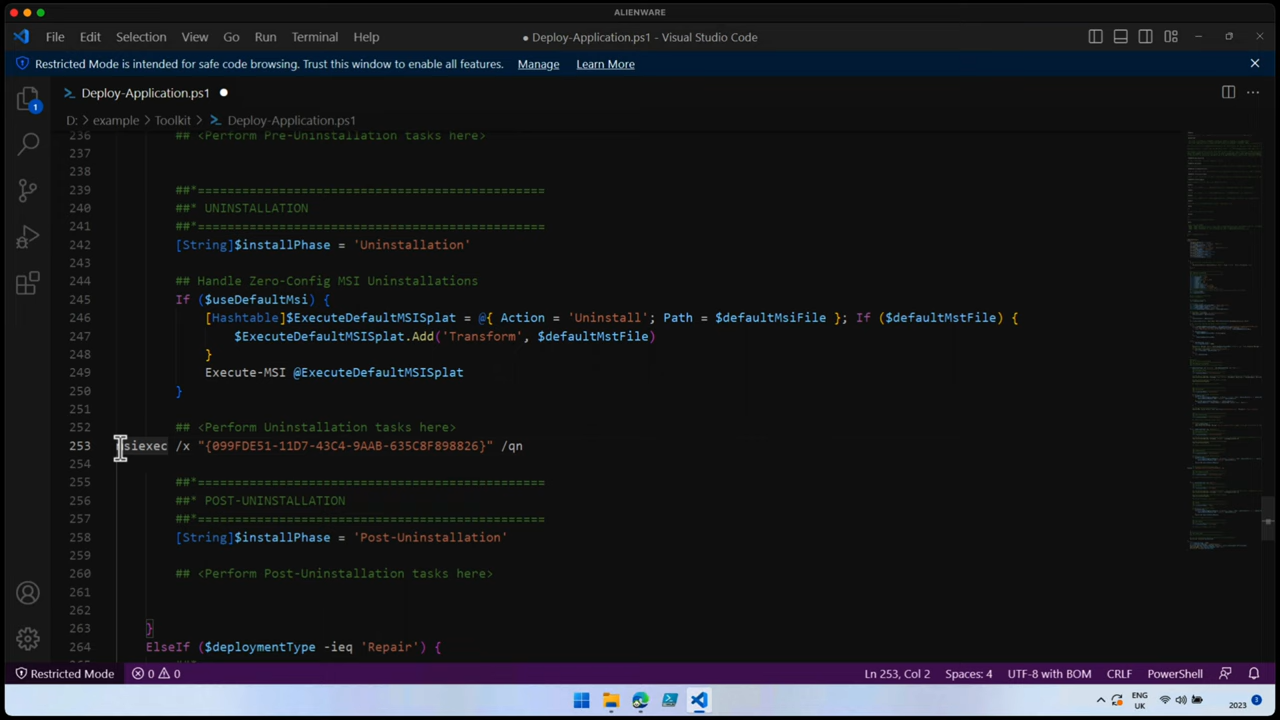 ALIENWARE
File Edit Selection View Go Run Terminal Help
● Deploy-Application.ps1 - Visual Studio Code
Restricted Mode is intended for safe code browsing. Trust this window to enable all features. Manage Learn More
Deploy-Application.ps1
D: > example > Toolkit > Deploy-Application.ps1
1
236 ## <Perform Pre-Uninstallation tasks here>
237
238
239 ##*===============================================
240 ##* UNINSTALLATION
241 ##*===============================================
242 [String]$installPhase = 'Uninstallation'
243
244 ## Handle Zero-Config MSI Uninstallations
245 If ($useDefaultMsi) {
246 [Hashtable]$ExecuteDefaultMSISplat = @{ Action = 'Uninstall'; Path = $defaultMsiFile }; If ($defaultMstFile) {
247 $ExecuteDefaultMSISplat.Add('Transform', $defaultMstFile)
248 }
249 Execute-MSI @ExecuteDefaultMSISplat
250 }
251
252 ## <Perform Uninstallation tasks here>
253 msiexec /x "{099FDE51-11D7-43C4-9AAB-635C8F898826}" /qn
254
255 ##*===============================================
256 ##* POST-UNINSTALLATION
257 ##*===============================================
258 [String]$installPhase = 'Post-Uninstallation'
259
260 ## <Perform Post-Uninstallation tasks here>
261
262
263 }
264 ElseIf ($deploymentType -ieq 'Repair') {
Restricted Mode 0 0 Ln 253, Col 2 Spaces: 4 UTF-8 with BOM CRLF PowerShell
ENG
UK
2023